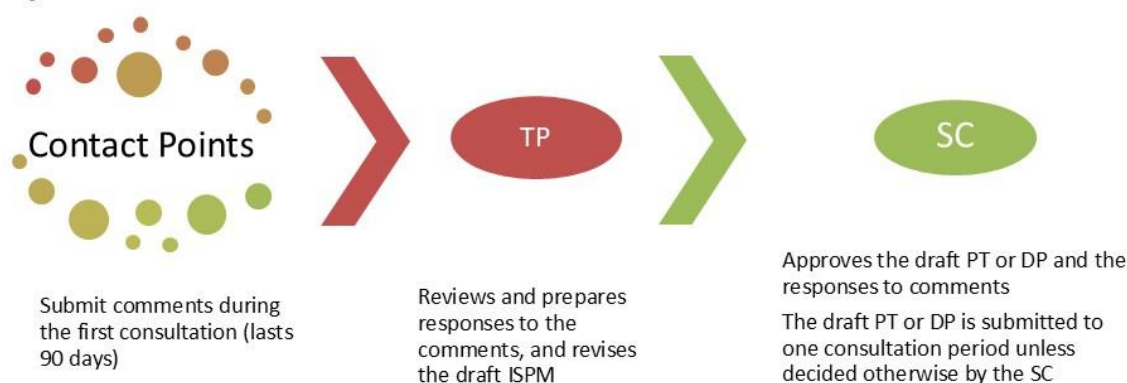 Contact Points
Submit comments during
the first consultation (lasts
90 days)
TP
Reviews and prepares
responses to the
comments, and revises
the draft ISPM
SC
Approves the draft PT or DP and the
responses to comments
The draft PT or DP is submitted to
one consultation period unless
decided otherwise by the SC